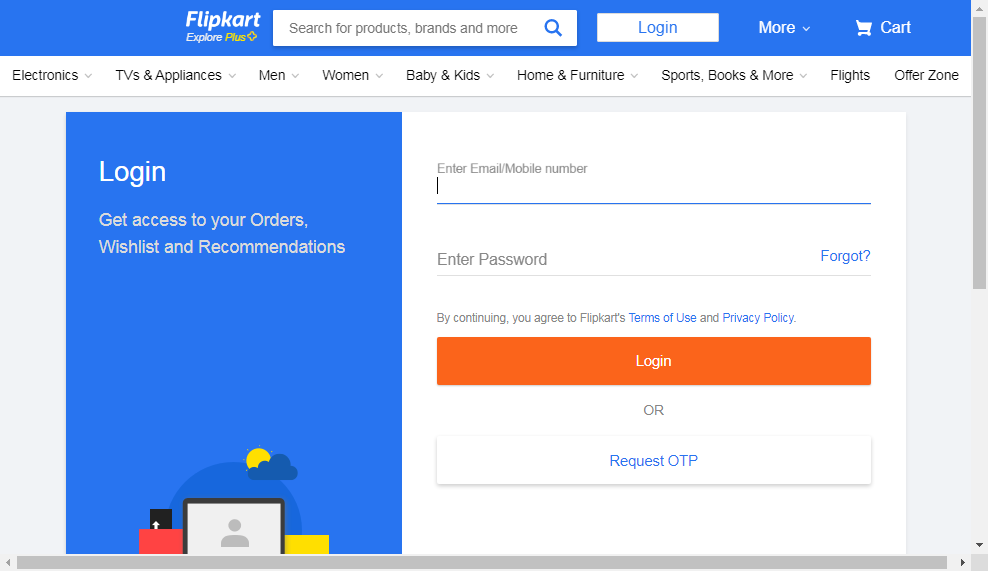 Flipkart
Explore Plus
Search for products, brands and more
Login
More
Cart
Electronics
TVs & Appliances
Men
Women
Baby & Kids
Home & Furniture
Sports, Books & More
Flights
Offer Zone
Login
Get access to your Orders,
Wishlist and Recommendations
Enter Email/Mobile number
Enter Password
Forgot?
By continuing, you agree to Flipkart's Terms of Use and Privacy Policy.
Login
OR
Request OTP